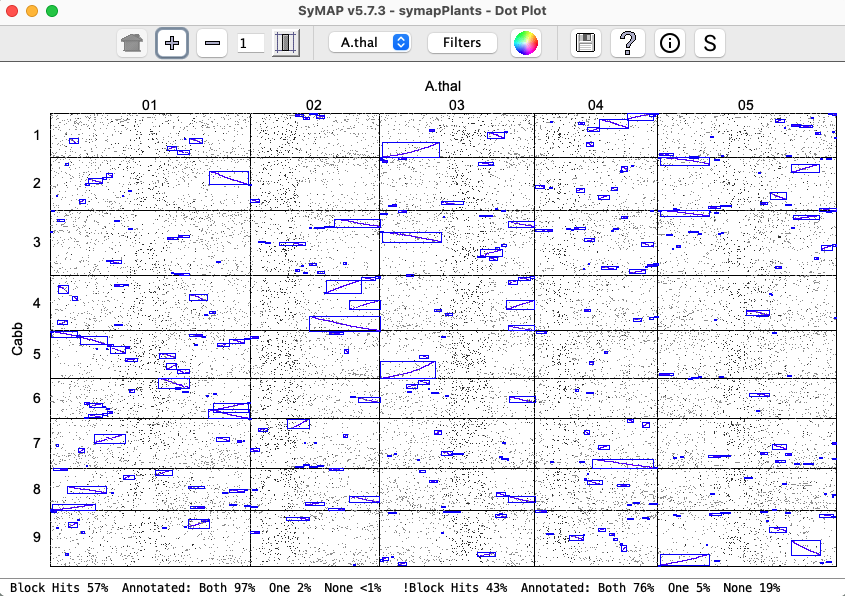 SyMAP v5.7.3 - symapPlants - Dot Plot
1 A.thal Filters ? i S
A.thal
01 02 03 04 05
1
2
3
4
Cabb
5
6
7
8
9
Block Hits 57% Annotated: Both 97% One 2% None <1% !Block Hits 43% Annotated: Both 76% One 5% None 19%